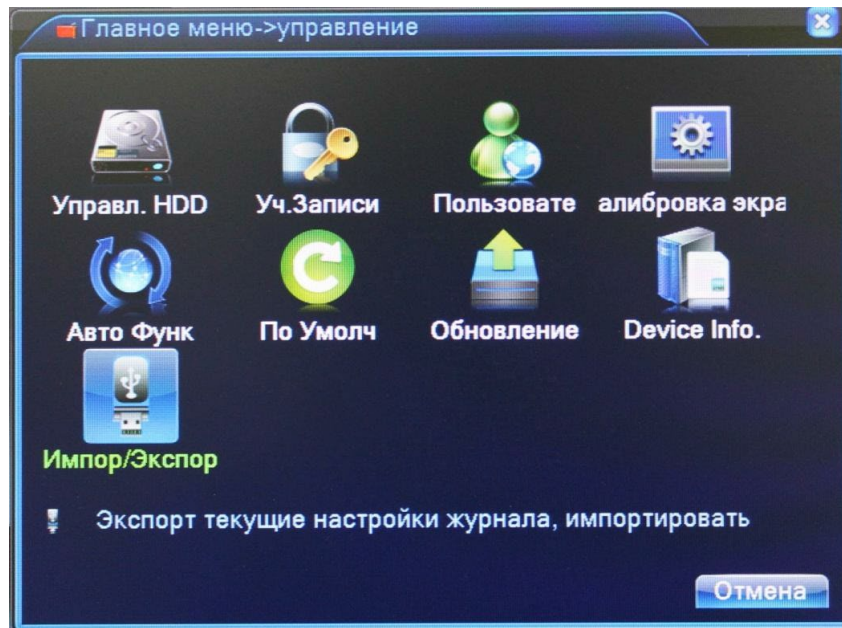 Главное меню->управление
Управл. HDD
Уч.Записи
Пользовате
алибровка экра
Авто Функ
По Умолч
Обновление
Device Info.
Импор/Экспор
Экспорт текущие настройки журнала, импортировать
Отмена